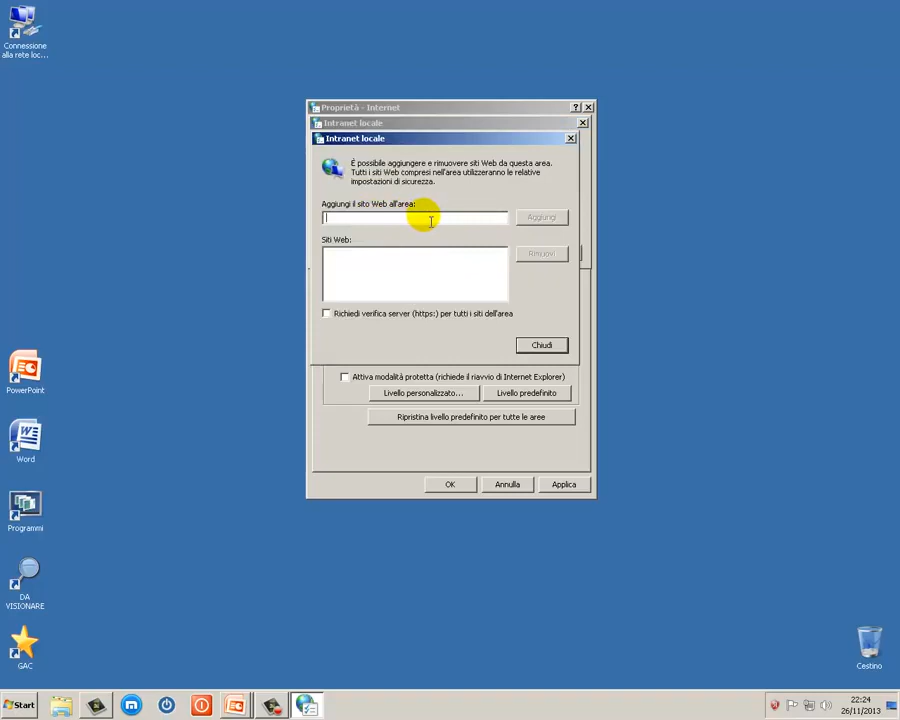 Connessione
alla rete loc...
Proprietà - Internet
Intranet locale
Intranet locale
È possibile aggiungere e rimuovere siti Web da questa area.
Tutti i siti Web compresi nell'area utilizzeranno le relative
impostazioni di sicurezza.
Aggiungi il sito Web all'area:
Aggiungi
Siti Web:
Rimuovi
Richiedi verifica server (https:) per tutti i siti dell'area
Chiudi
Attiva modalità protetta (richiede il riavvio di Internet Explorer)
Livello personalizzato...
Livello predefinito
Ripristina livello predefinito per tutte le aree
OK
Annulla
Applica
PowerPoint
Word
Programmi
DA
VISIONARE
GAC
Cestino
Start
22:24
26/11/2013